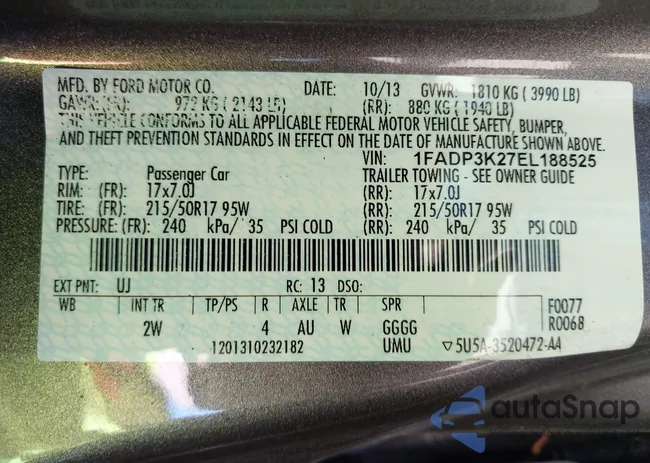 MFD. BY FORD MOTOR CO. DATE: 10/13 GVWR: 1810 KG ( 3990 LB)
GAWR: (FR): 972 KG ( 2143 LB) (RR): 880 KG ( 1940 LB)
THIS VEHICLE CONFORMS TO ALL APPLICABLE FEDERAL MOTOR VEHICLE SAFETY, BUMPER,
AND THEFT PREVENTION STANDARDS IN EFFECT ON THE DATE OF MANUFACTURE SHOWN ABOVE.
VIN: 1FADP3K27EL188525
TYPE: Passenger Car TRAILER TOWING - SEE OWNER GUIDE
RIM: (FR): 17x7.0J (RR): 17x7.0J
TIRE: (FR): 215/50R17 95W (RR): 215/50R17 95W
PRESSURE: (FR): 240 kPa/ 35 PSI COLD (RR): 240 kPa/ 35 PSI COLD
EXT PNT: UJ RC: 13 DSO:
WB INT TR TP/PS R AXLE TR SPR F0077
2W 4 AU W GGGG R0068
1201310232182 UMU ▽5U5A-3520472-AA
autoSnap